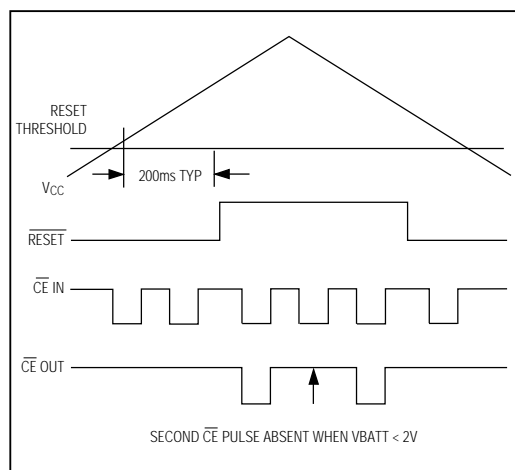 RESET
THRESHOLD
VCC
200ms TYP
RESET
CE IN
CE OUT
SECOND CE PULSE ABSENT WHEN VBATT < 2V